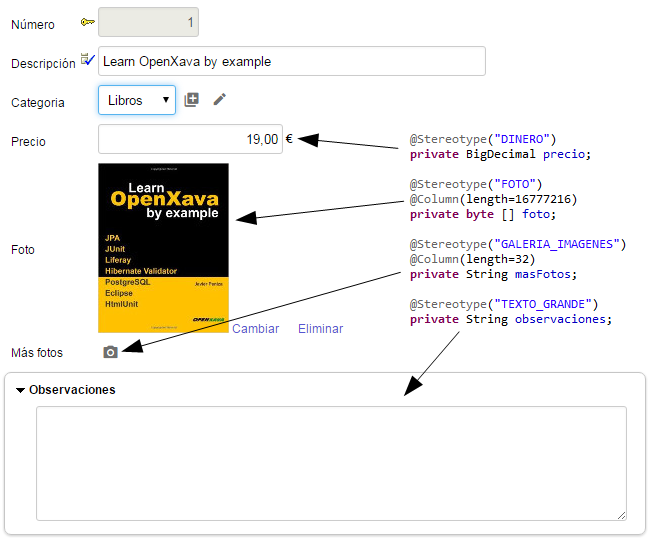 Número 1
Descripción Learn OpenXava by example
Categoria Libros
Precio 19,00 €
@Stereotype("DINERO")
private BigDecimal precio;
Foto
Learn
OpenXava
by example
JPA
JUnit
Liferay
Hibernate Validator
PostgreSQL
Eclipse
HtmlUnit
Javier Paniza
OPENXAVA
Cambiar Eliminar
@Stereotype("FOTO")
@Column(length=16777216)
private byte [] foto;
@Stereotype("GALERIA_IMAGENES")
@Column(length=32)
private String masFotos;
@Stereotype("TEXTO_GRANDE")
private String observaciones;
Más fotos
Observaciones